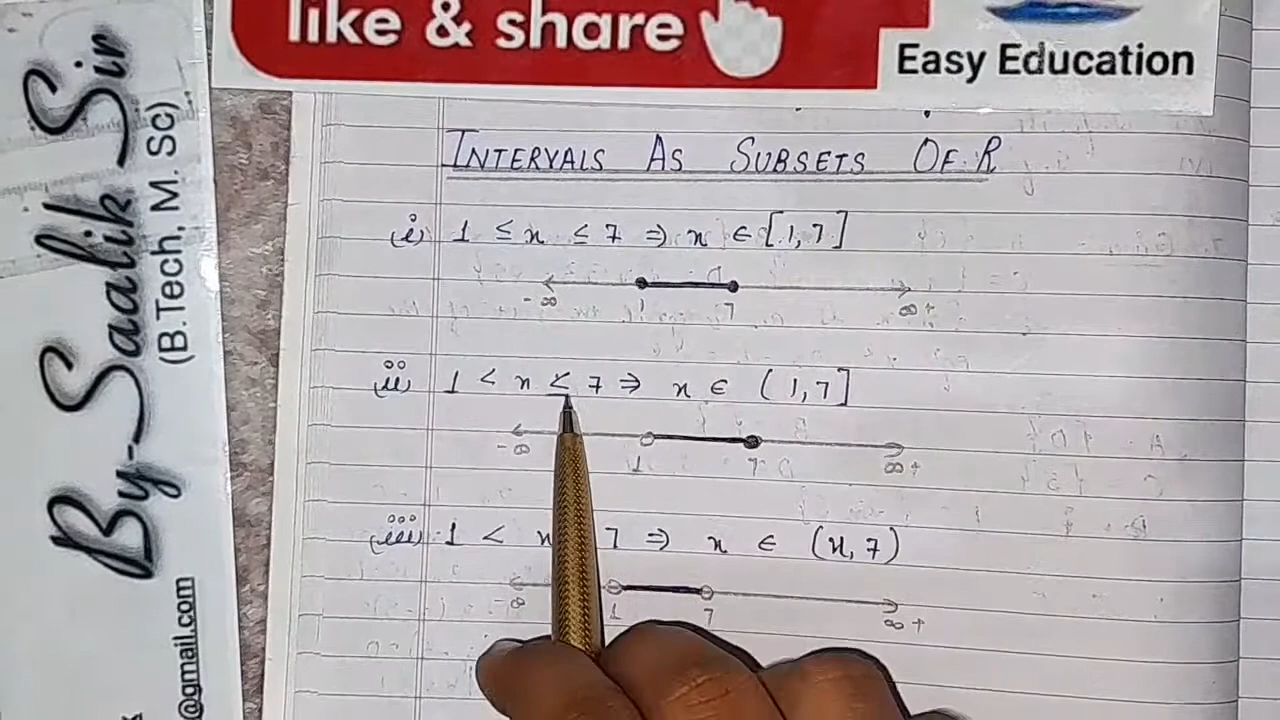 like & share
Easy Education
By-Saalik Sir
(B.Tech, M. SC)
@gmail.com
INTERVALS AS SUBSETS OF R
(i) 1 ≤ x ≤ 7 ⇒ x ∈ [1, 7]
-∞ 1 7 ∞+
(ii) 1 < x ≤ 7 ⇒ x ∈ (1, 7]
-∞ 1 7 ∞+
(iii) 1 < x 7 ⇒ x ∈ (x, 7)
-∞ 1 7 ∞+